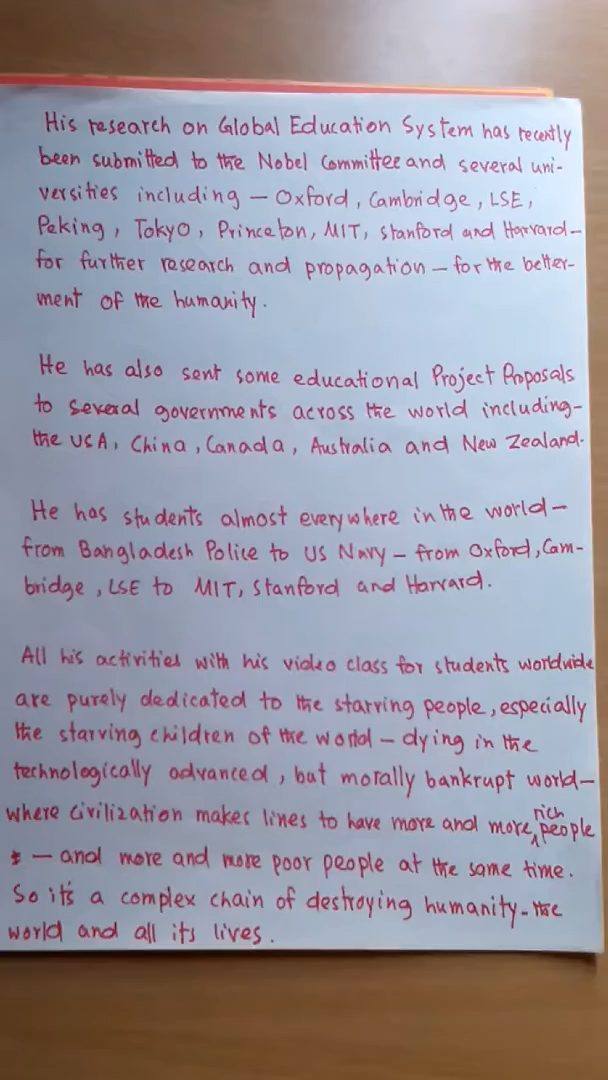 His research on Global Education System has recently
been submitted to the Nobel Committee and several uni-
versities including — Oxford, Cambridge, LSE,
Peking, Tokyo, Princeton, MIT, Stanford and Harvard —
for further research and propagation — for the better-
ment of the humanity.
He has also sent some educational Project Proposals
to several governments across the world including -
the USA, China, Canada, Australia and New Zealand.
He has students almost everywhere in the world —
from Bangladesh Police to US Navy — from Oxford, Cam-
bridge, LSE to MIT, Stanford and Harvard.
All his activities with his video class for students worldwide
are purely dedicated to the starving people, especially
the starving children of the world — dying in the
technologically advanced, but morally bankrupt world —
where civilization makes lines to have more and more rich people
— and more and more poor people at the same time.
So it's a complex chain of destroying humanity - the
world and all its lives.